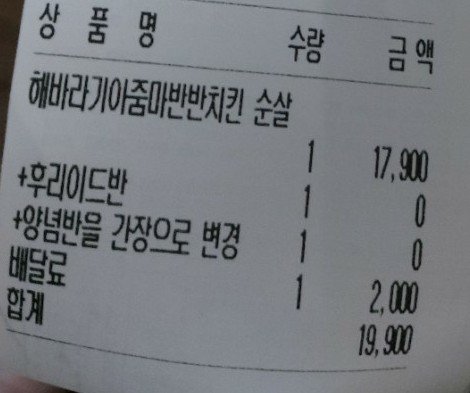 상 품 명 수량 금액
해바라기아줌마반반치킨 순살
1 17,900
+후라이드반 1 0
+양념반을 간장으로 변경 1 0
배달료 1 2,000
합계 19,900